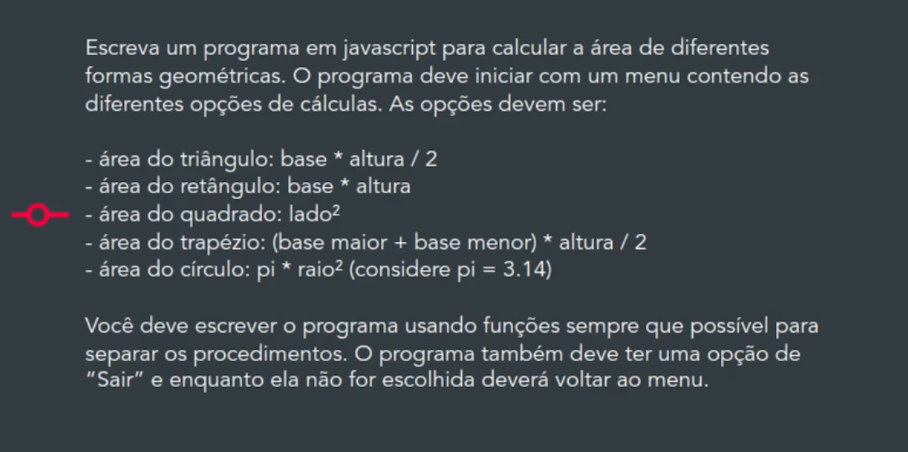 Escreva um programa em javascript para calcular a área de diferentes
formas geométricas. O programa deve iniciar com um menu contendo as
diferentes opções de cálculas. As opções devem ser:
- área do triângulo: base * altura / 2
- área do retângulo: base * altura
- área do quadrado: lado²
- área do trapézio: (base maior + base menor) * altura / 2
- área do círculo: pi * raio² (considere pi = 3.14)
Você deve escrever o programa usando funções sempre que possível para
separar os procedimentos. O programa também deve ter uma opção de
“Sair” e enquanto ela não for escolhida deverá voltar ao menu.